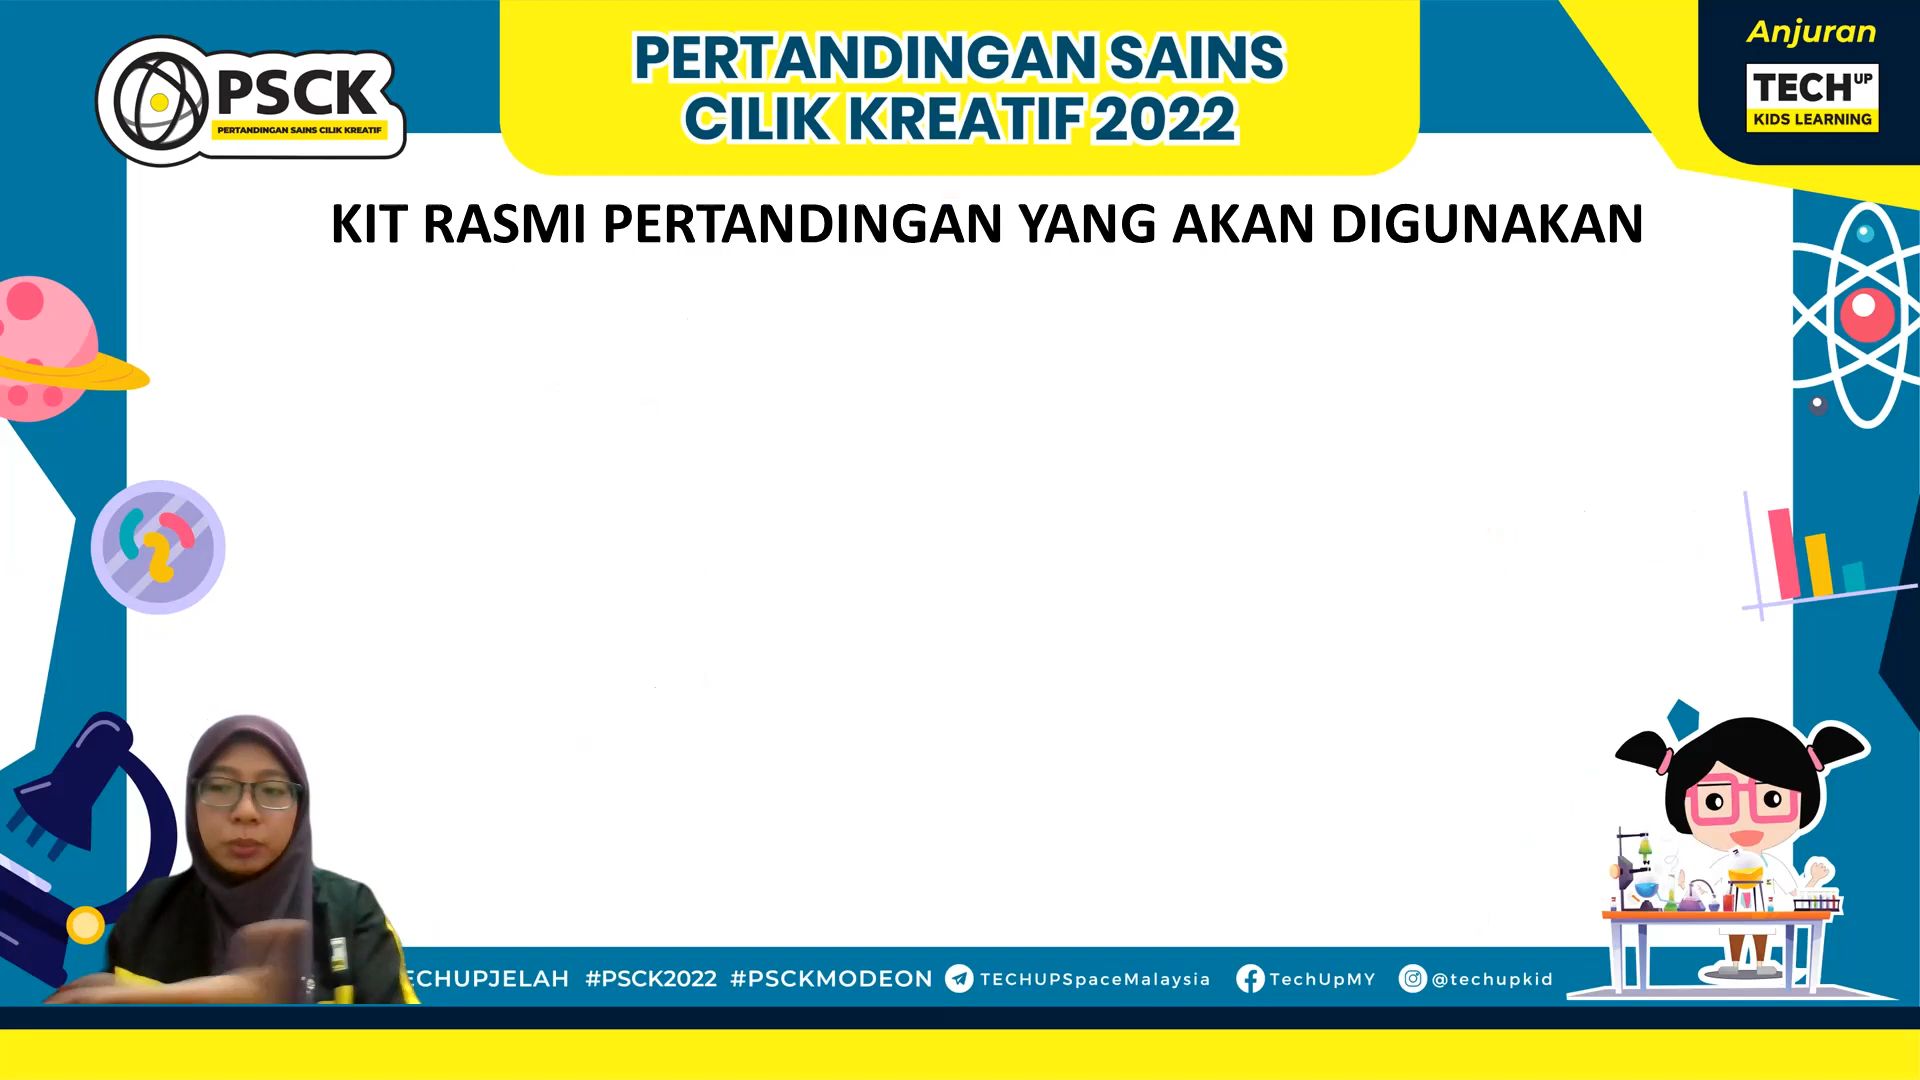 PSCK
PERTANDINGAN SAINS CILIK KREATIF
PERTANDINGAN SAINS
CILIK KREATIF 2022
Anjuran
TECH UP
KIDS LEARNING
KIT RASMI PERTANDINGAN YANG AKAN DIGUNAKAN
ECHUPJELAH #PSCK2022 #PSCKMODEON TECHUPSpaceMalaysia TechUpMY @techupkid